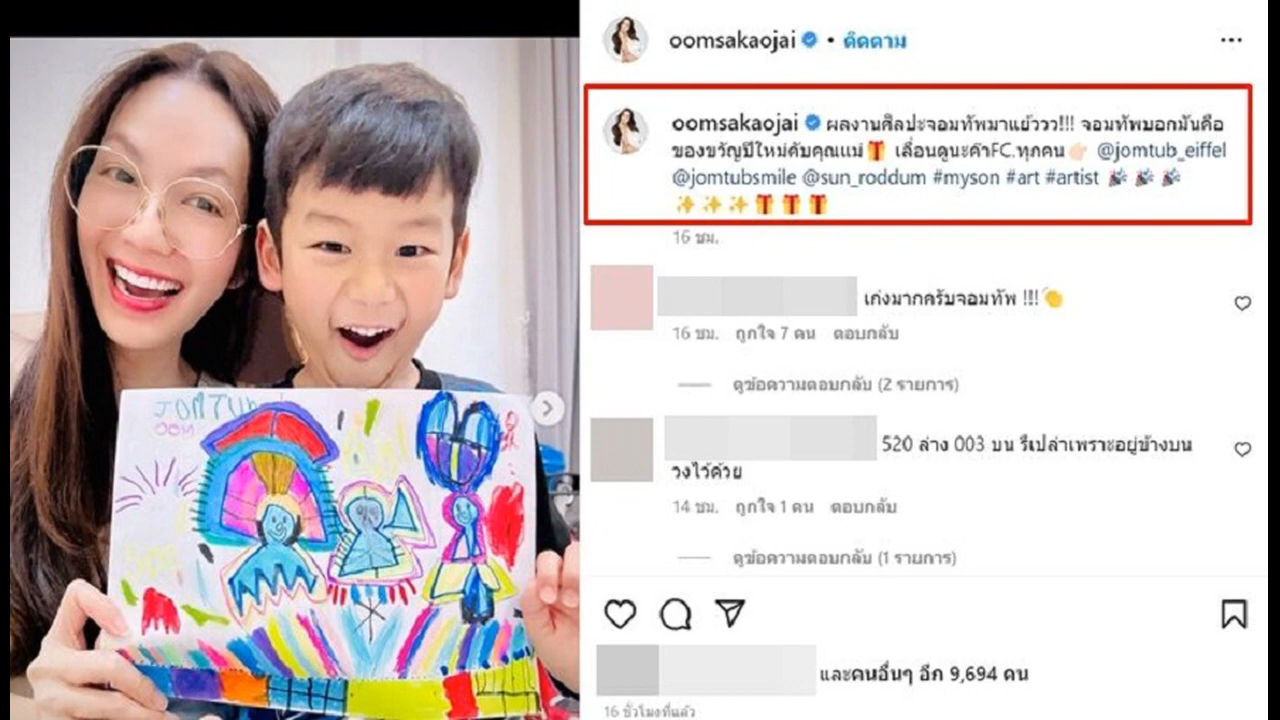 oomsakaojai • ติดตาม
oomsakaojai ผลงานศิลปะจอมทัพมาแย้ววว!!! จอมทัพบอกมันคือ
ของขวัญปีใหม่คับคุณแม่🎁 เลื่อนดูนะค้าFC.ทุกคน👉🏻 @jomtub_eiffel
@jomtubsmile @sun_roddum #myson #art #artist 🎉 🎉 🎉
✨ ✨ ✨ 🎁 🎁 🎁
16 ชม.
เก่งมากครับจอมทัพ !!!👏
16 ชม. ถูกใจ 7 คน ตอบกลับ
ดูข้อความตอบกลับ (2 รายการ)
520 ล่าง 003 บน รึเปล่าเพราะอยู่ข้างบน
วงไว้ด้วย
14 ชม. ถูกใจ 1 คน ตอบกลับ
ดูข้อความตอบกลับ (1 รายการ)
และคนอื่นๆ อีก 9,694 คน
16 ชั่วโมงที่แล้ว
JOMTUB
OOM